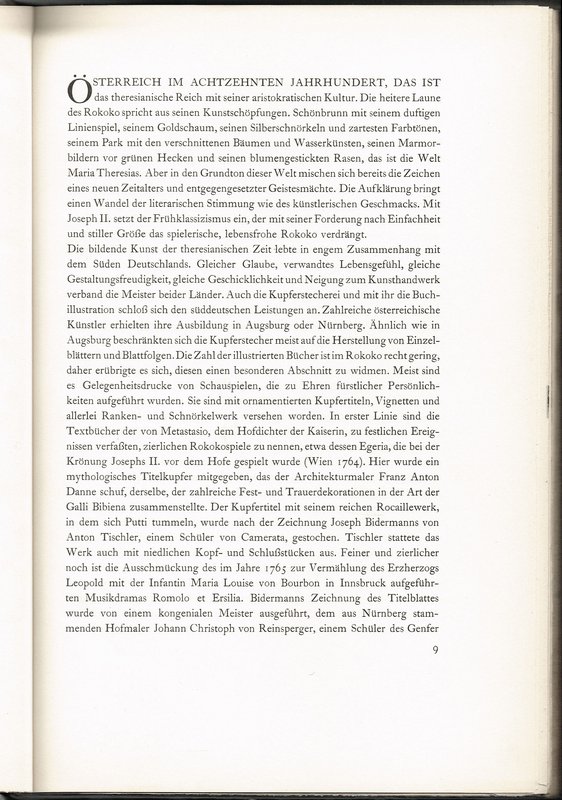 ÖSTERREICH IM ACHTZEHNTEN JAHRHUNDERT, DAS IST
das theresianische Reich mit seiner aristokratischen Kultur. Die heitere Laune
des Rokoko spricht aus seinen Kunstschöpfungen. Schönbrunn mit seinem duftigen
Linienspiel, seinem Goldschaum, seinen Silberschnörkeln und zartesten Farbtönen,
seinem Park mit den verschnittenen Bäumen und Wasserkünsten, seinen Marmor-
bildern vor grünen Hecken und seinen blumengestickten Rasen, das ist die Welt
Maria Theresias. Aber in den Grundton dieser Welt mischen sich bereits die Zeichen
eines neuen Zeitalters und entgegengesetzter Geistesmächte. Die Aufklärung bringt
einen Wandel der literarischen Stimmung wie des künstlerischen Geschmacks. Mit
Joseph II. setzt der Frühklassizismus ein, der mit seiner Forderung nach Einfachheit
und stiller Größe das spielerische, lebensfrohe Rokoko verdrängt.
Die bildende Kunst der theresianischen Zeit lebte in engem Zusammenhang mit
dem Süden Deutschlands. Gleicher Glaube, verwandtes Lebensgefühl, gleiche
Gestaltungsfreudigkeit, gleiche Geschicklichkeit und Neigung zum Kunsthandwerk
verband die Meister beider Länder. Auch die Kupferstecherei und mit ihr die Buch-
illustration schloß sich den süddeutschen Leistungen an. Zahlreiche österreichische
Künstler erhielten ihre Ausbildung in Augsburg oder Nürnberg. Ähnlich wie in
Augsburg beschränkten sich die Kupferstecher meist auf die Herstellung von Einzel-
blättern und Blattfolgen. Die Zahl der illustrierten Bücher ist im Rokoko recht gering,
daher erübrigte es sich, diesen einen besonderen Abschnitt zu widmen. Meist sind
es Gelegenheitsdrucke von Schauspielen, die zu Ehren fürstlicher Persönlich-
keiten aufgeführt wurden. Sie sind mit ornamentierten Kupfertiteln, Vignetten und
allerlei Ranken- und Schnörkelwerk versehen worden. In erster Linie sind die
Textbücher der von Metastasio, dem Hofdichter der Kaiserin, zu festlichen Ereig-
nissen verfaßten, zierlichen Rokokospiele zu nennen, etwa dessen Egeria, die bei der
Krönung Josephs II. vor dem Hofe gespielt wurde (Wien 1764). Hier wurde ein
mythologisches Titelkupfer mitgegeben, das der Architekturmaler Franz Anton
Danne schuf, derselbe, der zahlreiche Fest- und Trauerdekorationen in der Art der
Galli Bibiena zusammenstellte. Der Kupfertitel mit seinem reichen Rocaillewerk,
in dem sich Putti tummeln, wurde nach der Zeichnung Joseph Bidermanns von
Anton Tischler, einem Schüler von Camerata, gestochen. Tischler stattete das
Werk auch mit niedlichen Kopf- und Schlußstücken aus. Feiner und zierlicher
noch ist die Ausschmückung des im Jahre 1765 zur Vermählung des Erzherzogs
Leopold mit der Infantin Maria Louise von Bourbon in Innsbruck aufgeführ-
ten Musikdramas Romolo et Ersilia. Bidermanns Zeichnung des Titelblattes
wurde von einem kongenialen Meister ausgeführt, dem aus Nürnberg stam-
menden Hofmaler Johann Christoph von Reinsperger, einem Schüler des Genfer
9